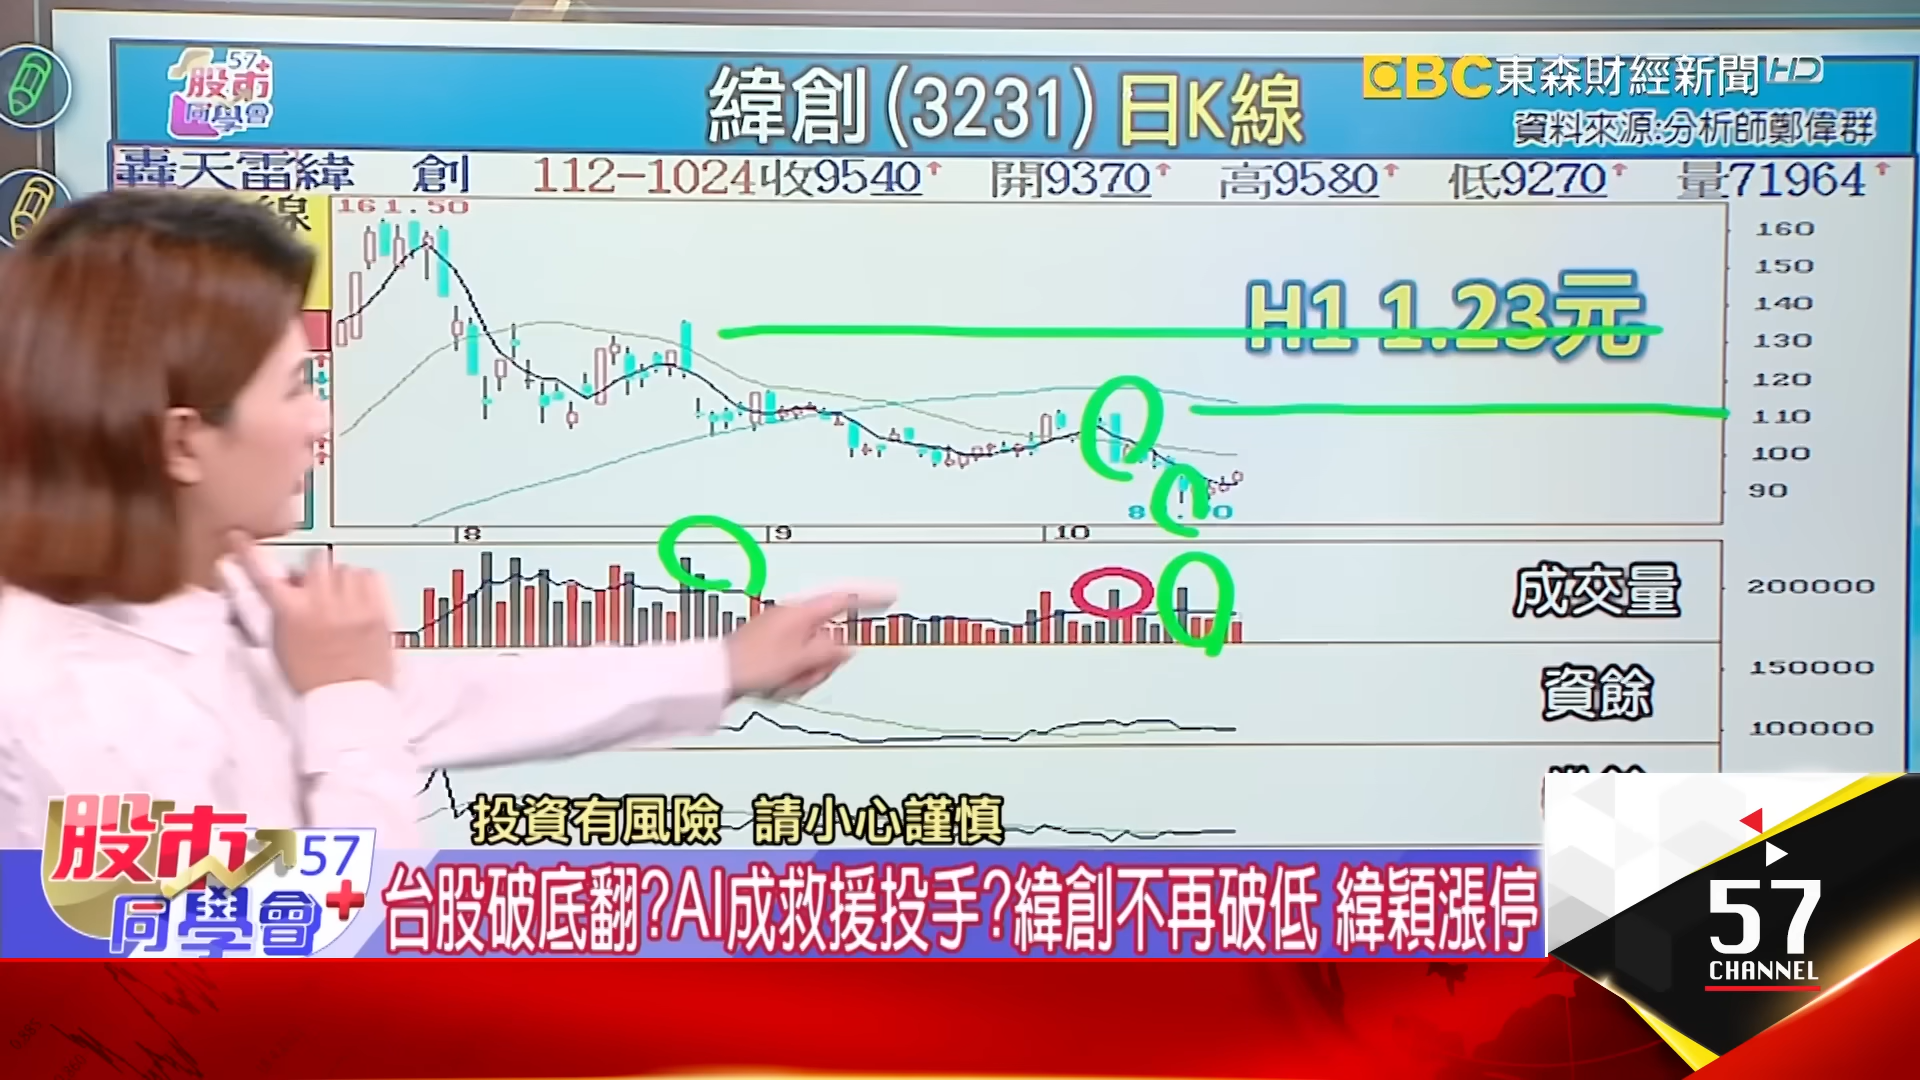 57+
股市
同學會
緯創(3231)日K線
EBC東森財經新聞HD
資料來源:分析師鄭偉群
轟天雷緯 創 112-1024收9540↑ 開9370↑ 高9580↑ 低9270↑ 量71964↑
線
161.50
160
150
140
H1 1.23元
130
120
110
100
90
8
9
10
成交量
200000
150000
資餘
100000
投資有風險 請小心謹慎
股市 57
同學會+
台股破底翻?AI成救援投手?緯創不再破低 緯穎漲停
57
CHANNEL